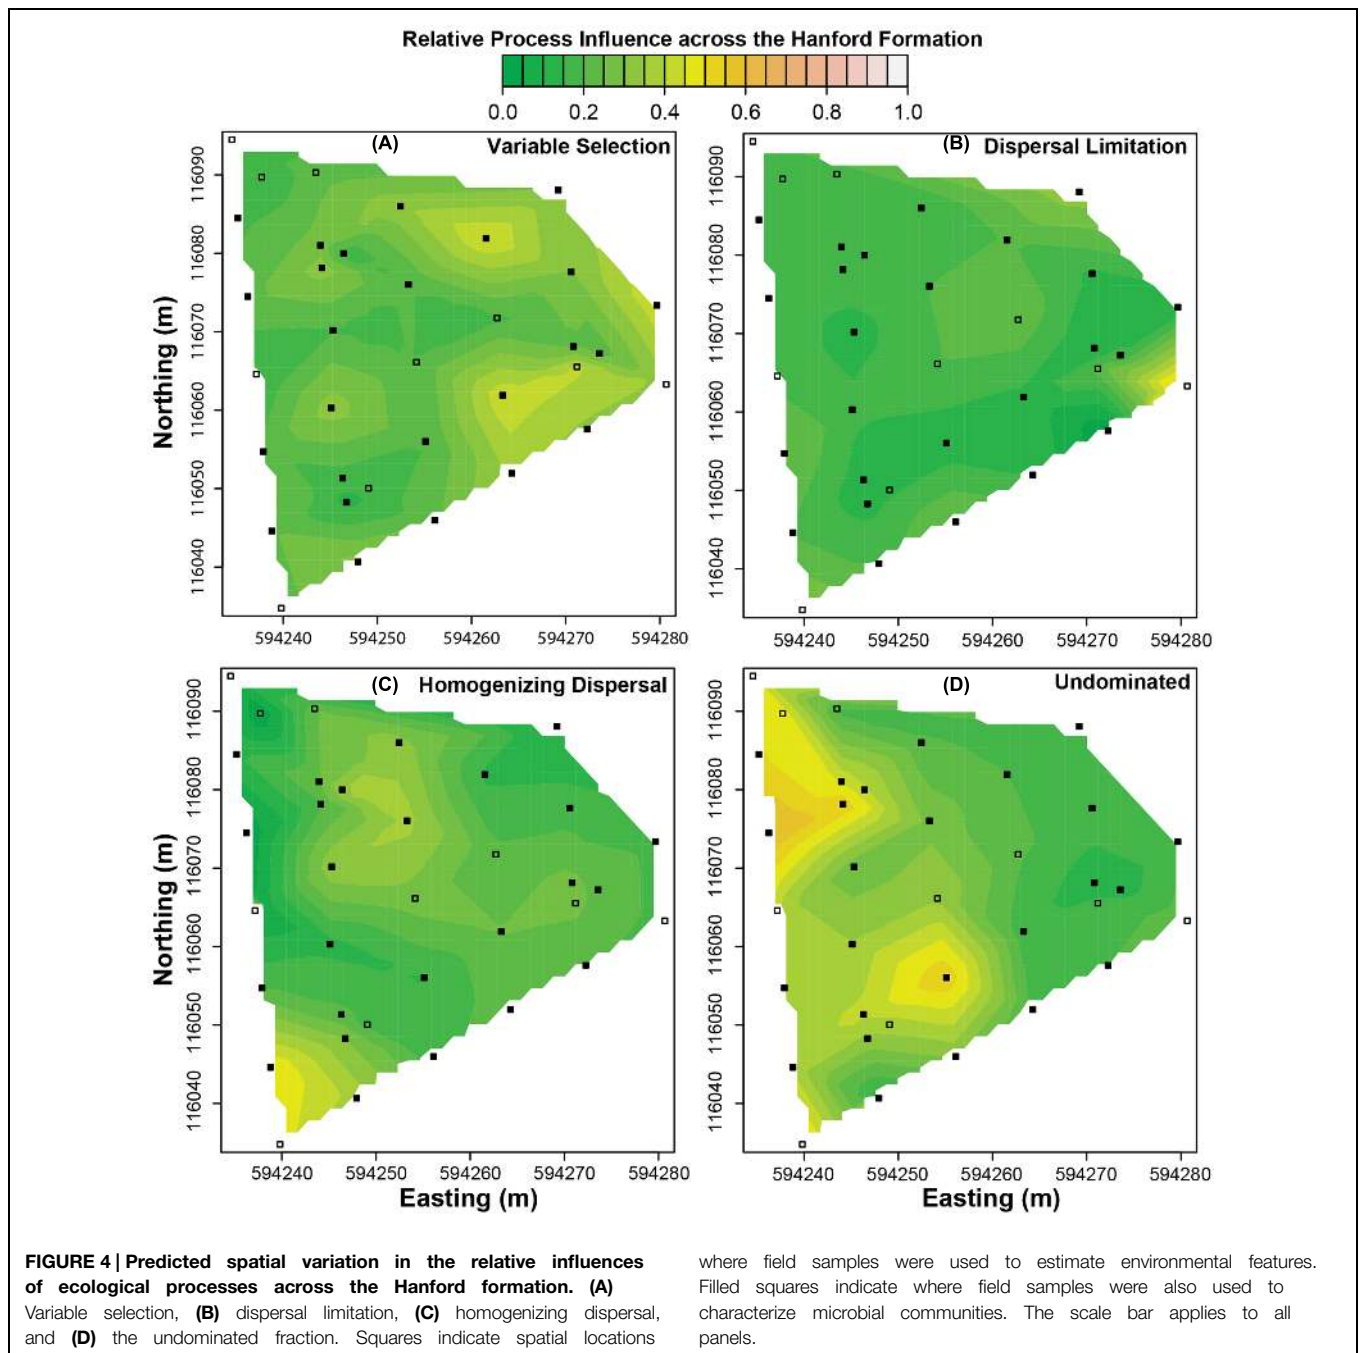 Relative Process Influence across the Hanford Formation
0.0 0.2 0.4 0.6 0.8 1.0
(A) Variable Selection
116090
116080
116070
116060
116050
116040
Northing (m)
594240 594250 594260 594270 594280
(B) Dispersal Limitation
116090
116080
116070
116060
116050
116040
594240 594250 594260 594270 594280
(C) Homogenizing Dispersal
116090
116080
116070
116060
116050
116040
Northing (m)
594240 594250 594260 594270 594280
Easting (m)
(D) Undominated
116090
116080
116070
116060
116050
116040
594240 594250 594260 594270 594280
Easting (m)
FIGURE 4 | Predicted spatial variation in the relative influences
of ecological processes across the Hanford formation. (A)
Variable selection, (B) dispersal limitation, (C) homogenizing dispersal,
and (D) the undominated fraction. Squares indicate spatial locations
where field samples were used to estimate environmental features.
Filled squares indicate where field samples were also used to
characterize microbial communities. The scale bar applies to all
panels.